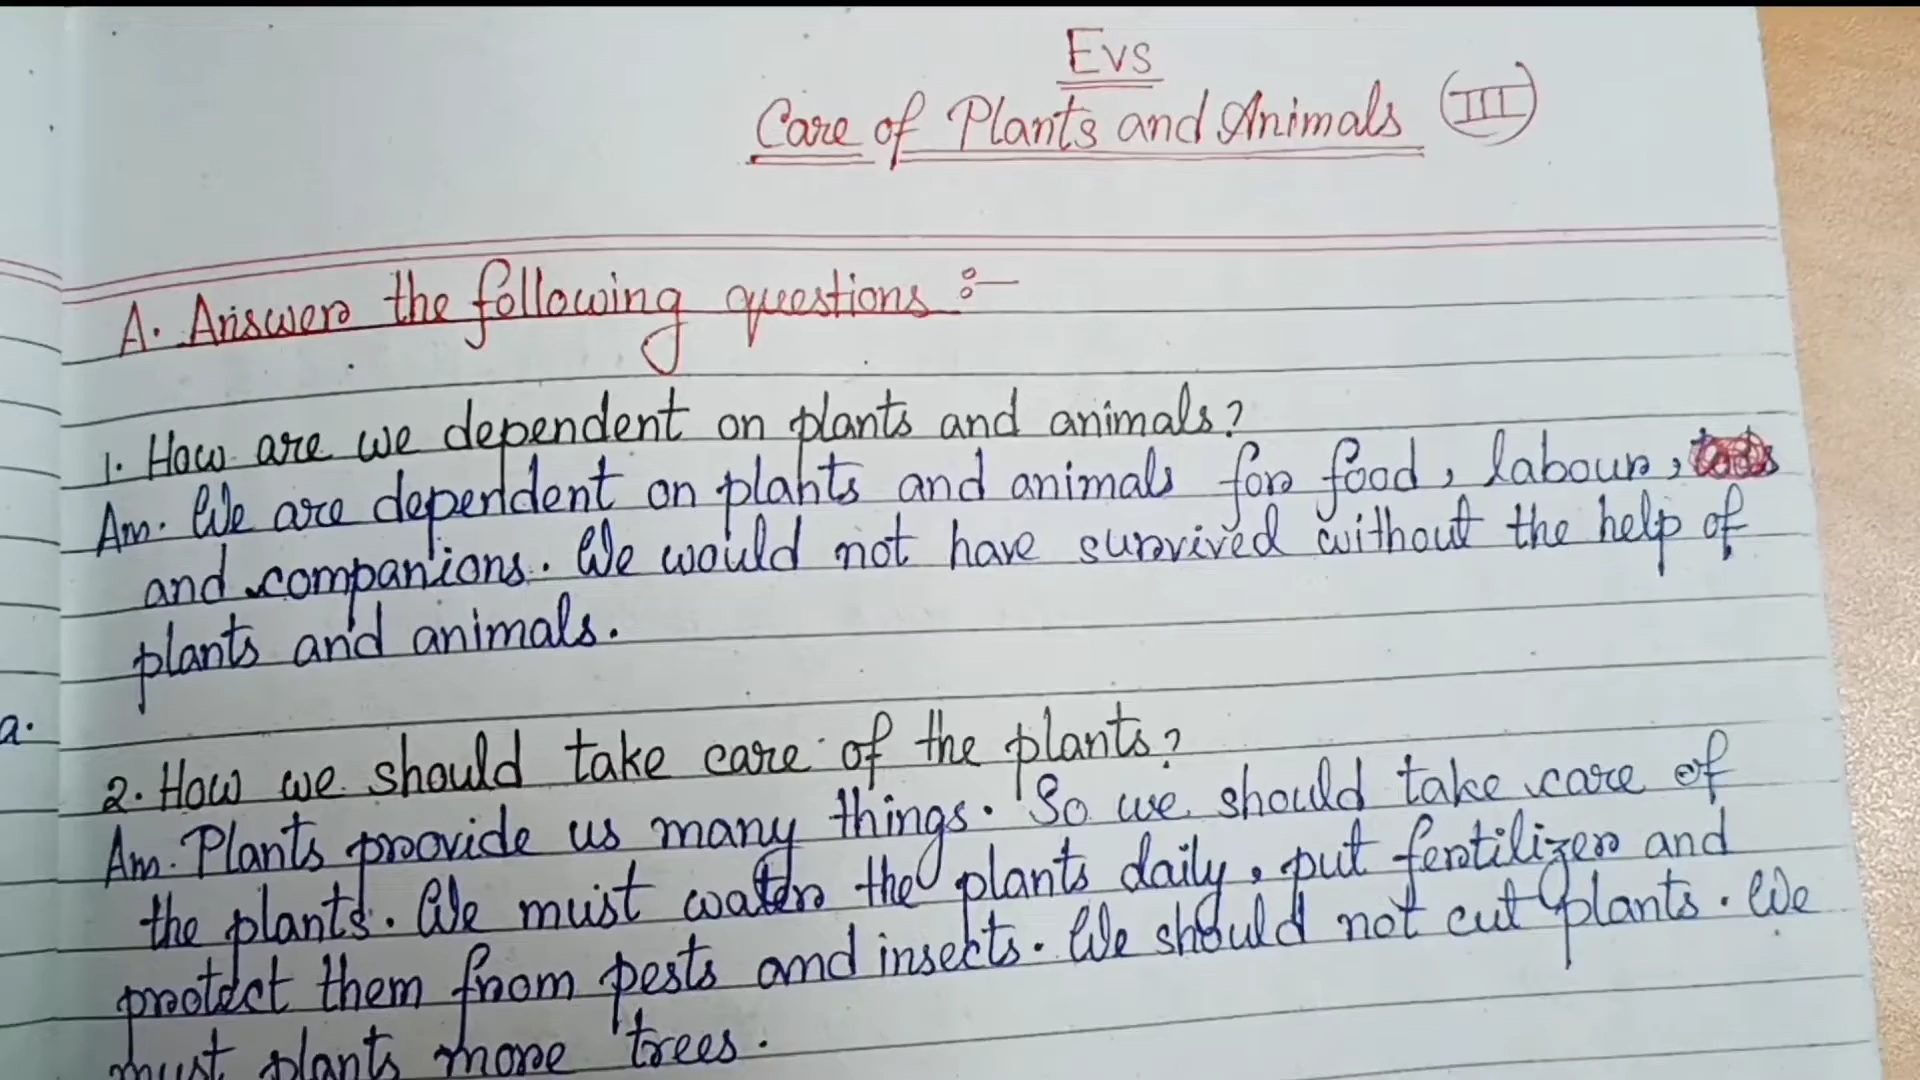 Evs
Care of Plants and Animals III
A. Answer the following questions :-
1. How are we dependent on plants and animals?
Ans. We are dependent on plants and animals for food, labour,
and companions. We would not have survived without the help of
plants and animals.
a.
2. How we should take care of the plants?
Ans. Plants provide us many things. So we should take care of
the plants. We must water the plants daily, put fertilizer and
protect them from pests and insects. We should not cut plants. We
must plants more trees.